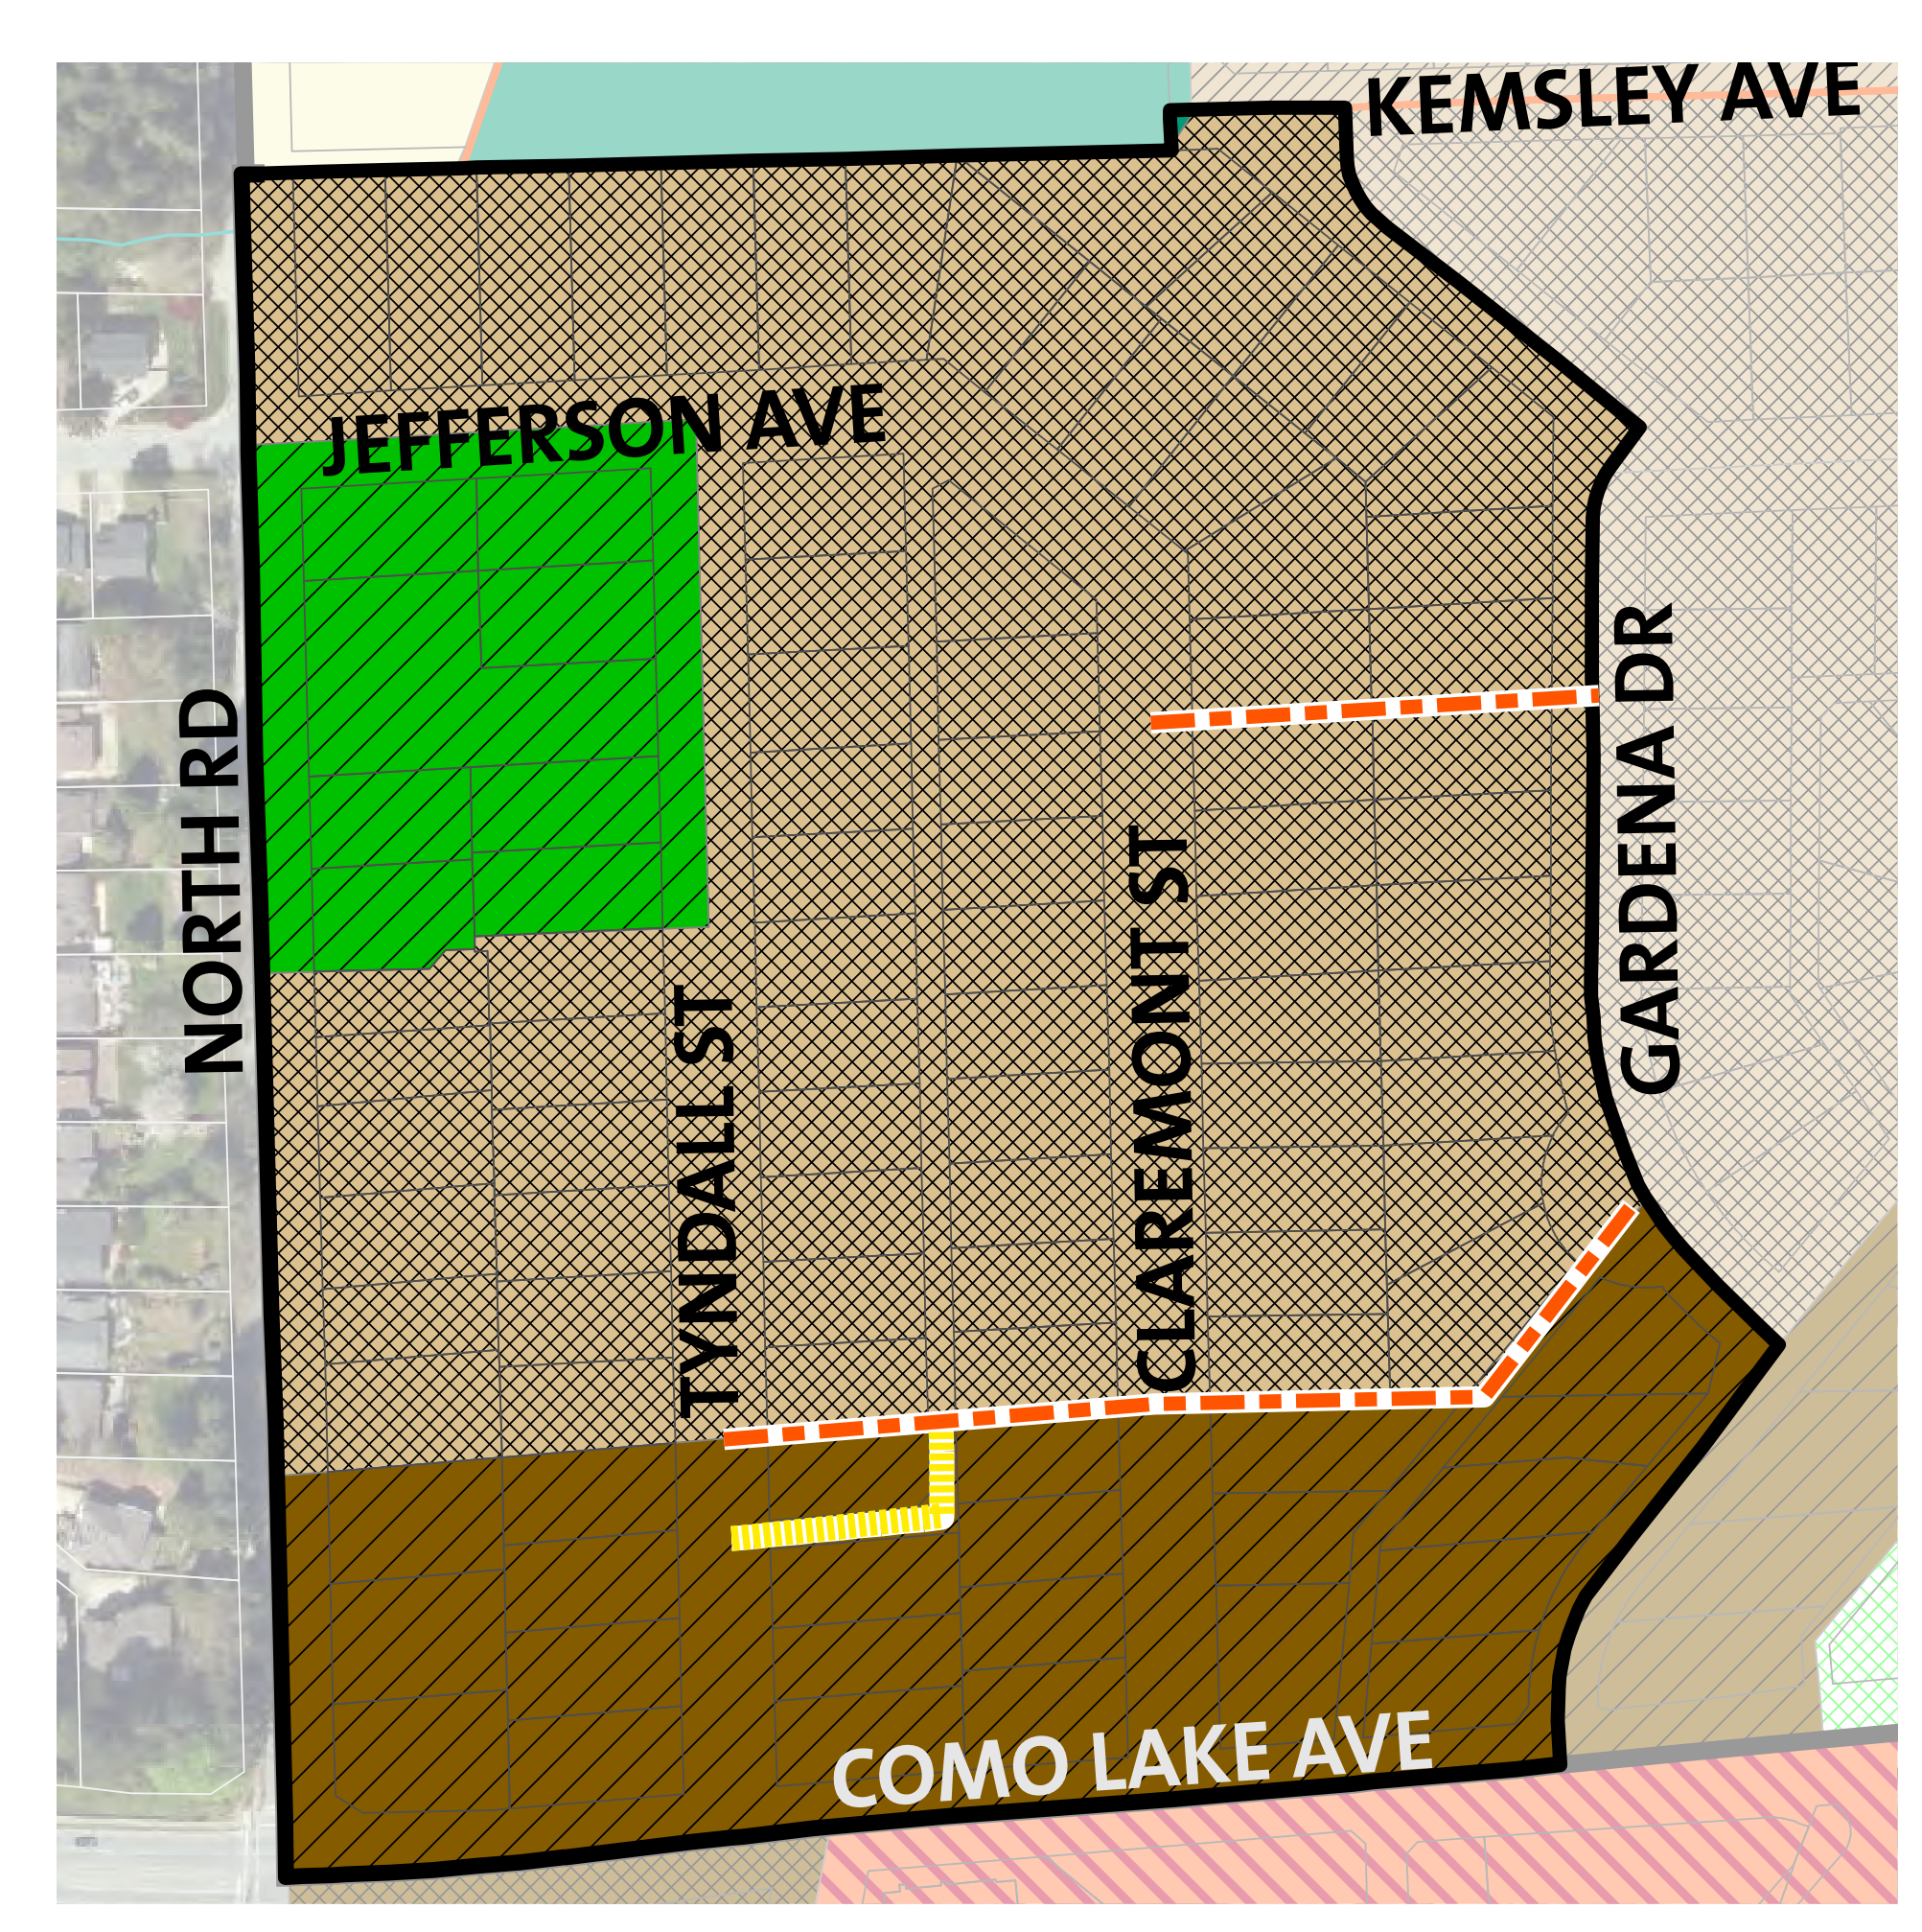 KEMSLEY AVE
JEFFERSON AVE
NORTH RD
GARDENA DR
TYNDALL ST
CLAREMONT ST
COMO LAKE AVE